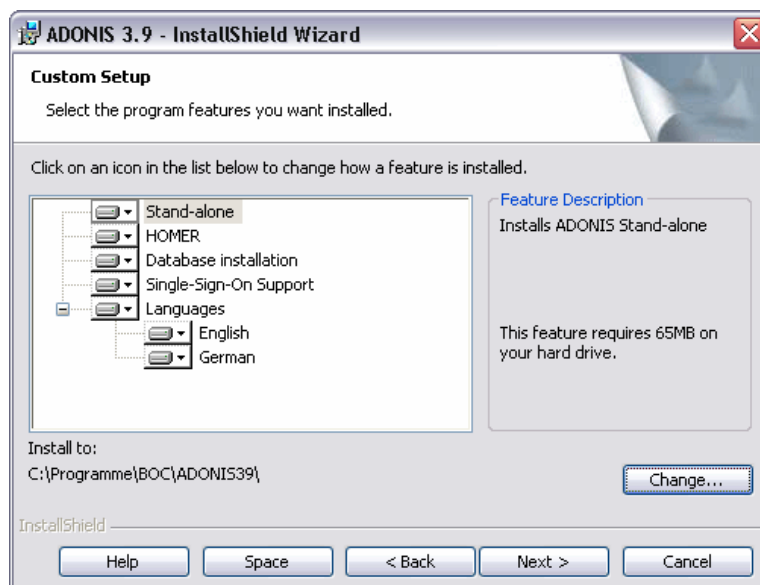 ADONIS 3.9 - InstallShield Wizard
Custom Setup
Select the program features you want installed.
Click on an icon in the list below to change how a feature is installed.
Stand-alone
HOMER
Database installation
Single-Sign-On Support
Languages
English
German
Feature Description
Installs ADONIS Stand-alone
This feature requires 65MB on
your hard drive.
Install to:
C:\Programme\BOC\ADONIS39\
Change...
InstallShield
Help
Space
< Back
Next >
Cancel